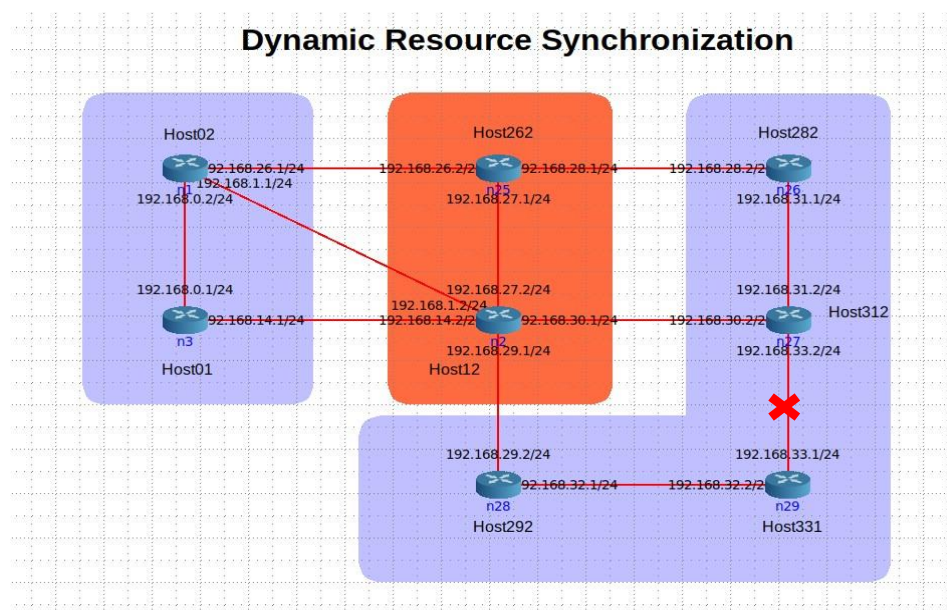 Dynamic Resource Synchronization
Host02
Host262
Host282
92.168.26.1/24
192.168.26.2/2
92.168.28.1/24
192.168.28.2/2
n1
192.168.1.1/24
n25
n26
192.168.0.2/24
192.168.27.1/24
192.168.31.1/24
192.168.0.1/24
192.168.27.2/24
192.168.31.2/24
192.168.1.2/24
Host312
92.168.14.1/24
192.168.14.2/2
92.168.30.1/24
192.168.30.2/2
n3
n2
n27
192.168.29.1/24
192.168.33.2/24
Host01
Host12
192.168.29.2/24
192.168.33.1/24
92.168.32.1/24
192.168.32.2/2
n28
n29
Host292
Host331